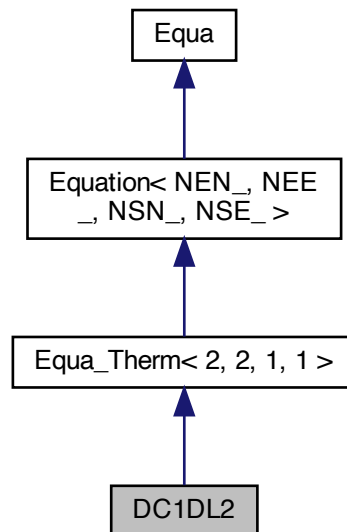 Equa
Equation< NEN_, NEE
_, NSN_, NSE_ >
Equa_Therm< 2, 2, 1, 1 >
DC1DL2